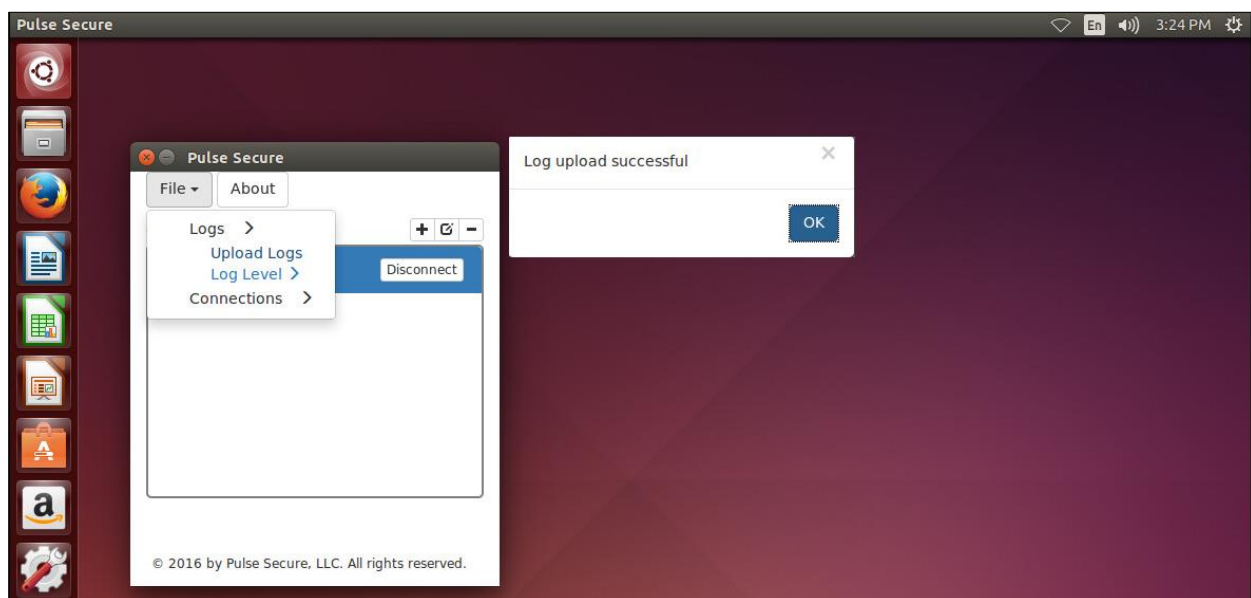 Pulse Secure
En 3:24 PM
Pulse Secure
File About
Logs >
Upload Logs
Log Level >
Connections >
Disconnect
© 2016 by Pulse Secure, LLC. All rights reserved.
Log upload successful
OK
A
a